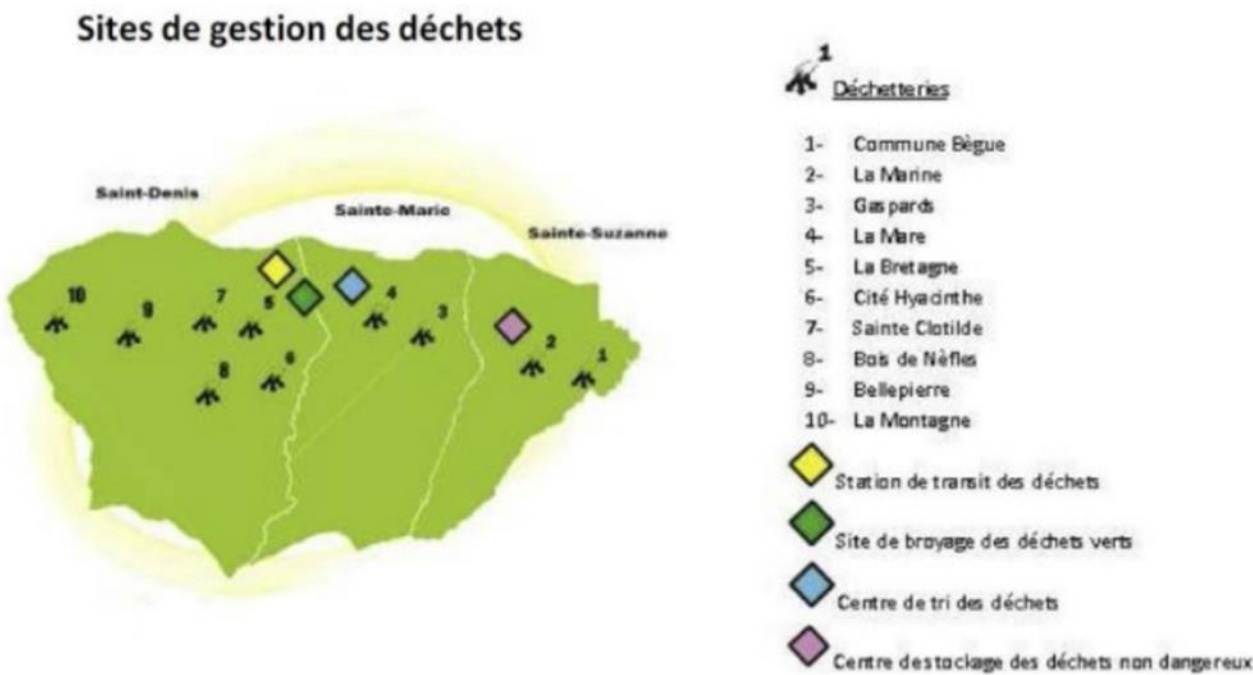 Sites de gestion des déchets
Saint-Denis
Sainte-Marie
Sainte-Suzanne
10
9
7
8
5
6
4
3
2
1
1
Déchetteries
1- Commune Bègue
2- La Marine
3- Gaspards
4- La Mare
5- La Bretagne
6- Cité Hyacinthe
7- Sainte Clotilde
8- Bois de Nèfles
9- Bellepierre
10- La Montagne
Station de transit des déchets
Site de broyage des déchets verts
Centre de tri des déchets
Centre destockage des déchets non dangereux